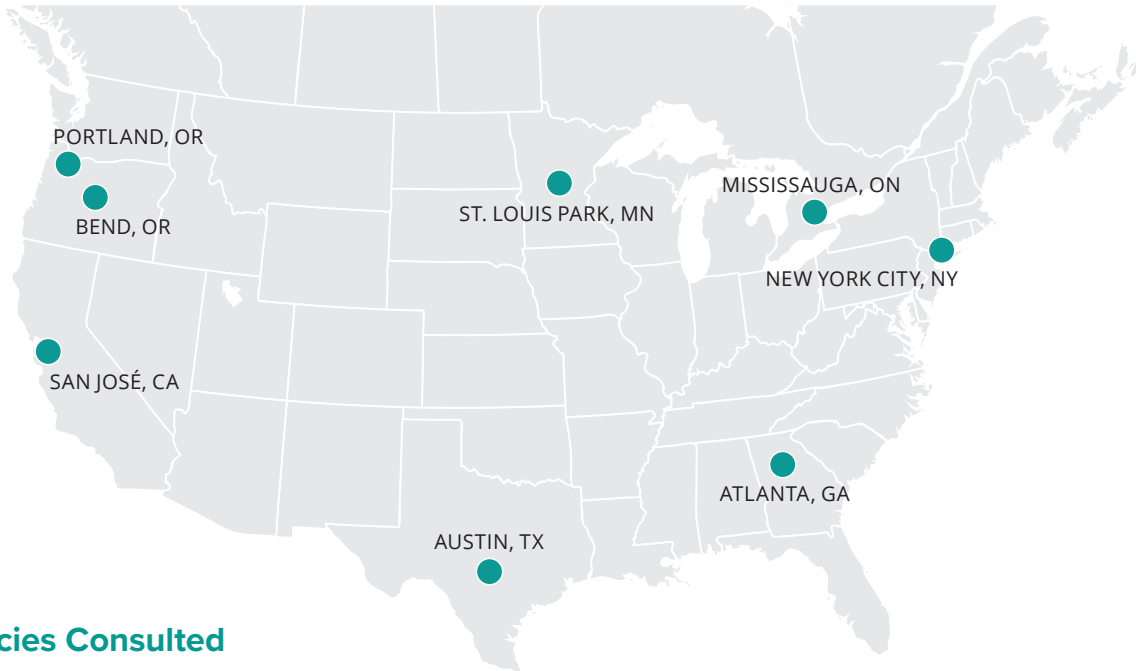 PORTLAND, OR
BEND, OR
ST. LOUIS PARK, MN
MISSISSAUGA, ON
NEW YORK CITY, NY
SAN JOSÉ, CA
ATLANTA, GA
AUSTIN, TX
Consulted